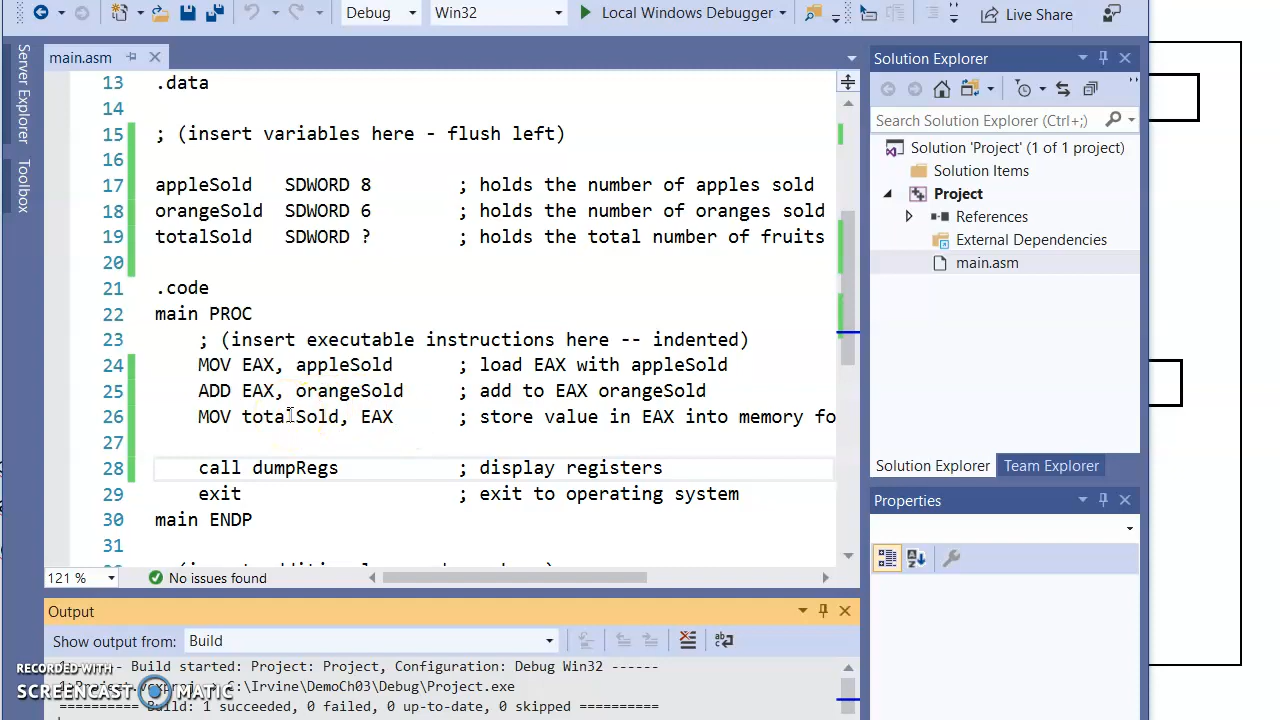 Debug Win32 Local Windows Debugger Live Share
Server Explorer
Toolbox
main.asm
13 .data
14
15 ; (insert variables here - flush left)
16
17 appleSold SDWORD 8 ; holds the number of apples sold
18 orangeSold SDWORD 6 ; holds the number of oranges sold
19 totalSold SDWORD ? ; holds the total number of fruits
20
21 .code
22 main PROC
23 ; (insert executable instructions here -- indented)
24 MOV EAX, appleSold ; load EAX with appleSold
25 ADD EAX, orangeSold ; add to EAX orangeSold
26 MOV totalSold, EAX ; store value in EAX into memory fo
27
28 call dumpRegs ; display registers
29 exit ; exit to operating system
30 main ENDP
31
121 % No issues found
Output
Show output from: Build
Build started: Project: Project, Configuration: Debug Win32 ------
C:\Irvine\DemoCh03\Debug\Project.exe
========== Build: 1 succeeded, 0 failed, 0 up-to-date, 0 skipped ==========
RECORDED WITH
SCREENCAST MATIC
Solution Explorer
Search Solution Explorer (Ctrl+;)
Solution 'Project' (1 of 1 project)
Solution Items
Project
References
External Dependencies
main.asm
Solution Explorer Team Explorer
Properties